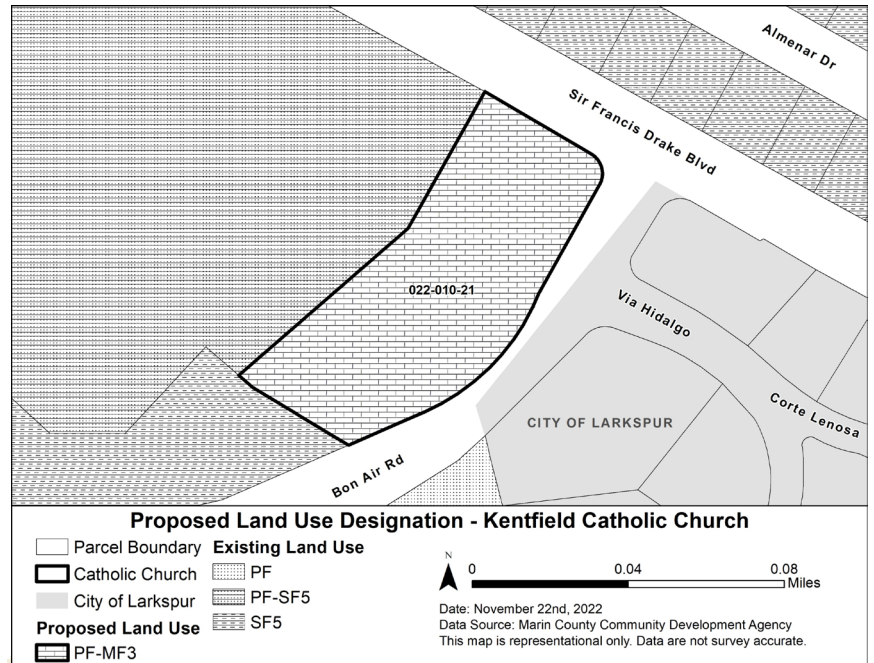 Almenar Dr
Sir Francis Drake Blvd
022-010-21
Via Hidalgo
Corte Lenosa
CITY OF LARKSPUR
Bon Air Rd
Proposed Land Use Designation - Kentfield Catholic Church
Parcel Boundary
Catholic Church
City of Larkspur
Proposed Land Use
PF-MF3
Existing Land Use
PF
PF-SF5
SF5
N
0 0.04 0.08
Miles
Date: November 22nd, 2022
Data Source: Marin County Community Development Agency
This map is representational only. Data are not survey accurate.